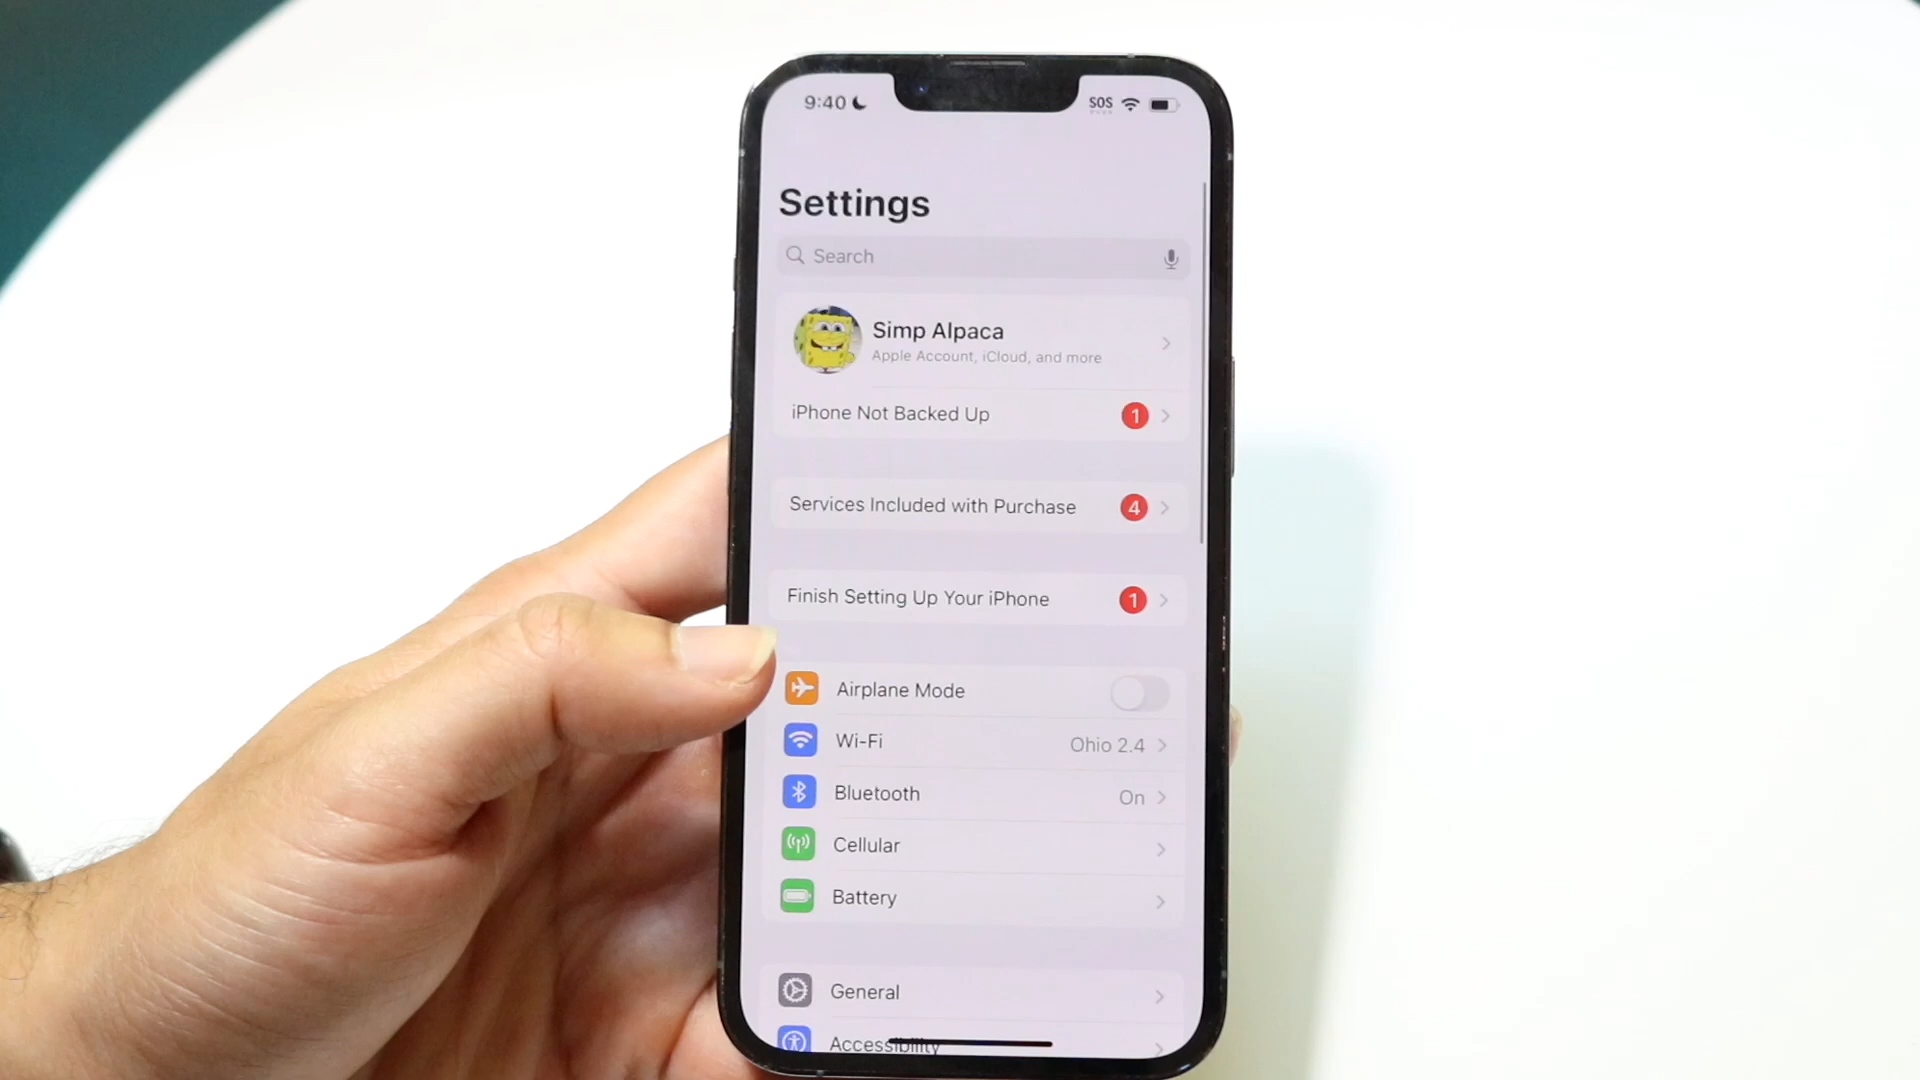 9:40
SOS
Settings
Search
Simp Alpaca
Apple Account, iCloud, and more
iPhone Not Backed Up 1
Services Included with Purchase 4
Finish Setting Up Your iPhone 1
Airplane Mode
Wi-Fi Ohio 2.4
Bluetooth On
Cellular
Battery
General
Accessibility